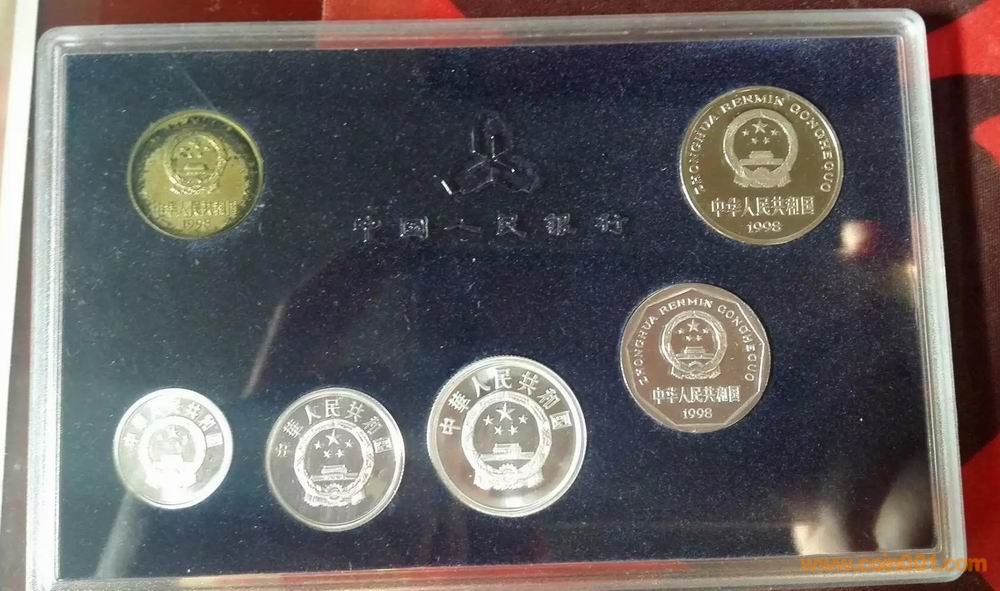 中华人民共和国
1998
中国人民银行
ZHONGHUA RENMIN GONGHEGUO
中华人民共和国
1998
ZHONGHUA RENMIN GONGHEGUO
中华人民共和国
1998
中華人民共和国
中華人民共和国
中華人民共和国
www.coin001.com